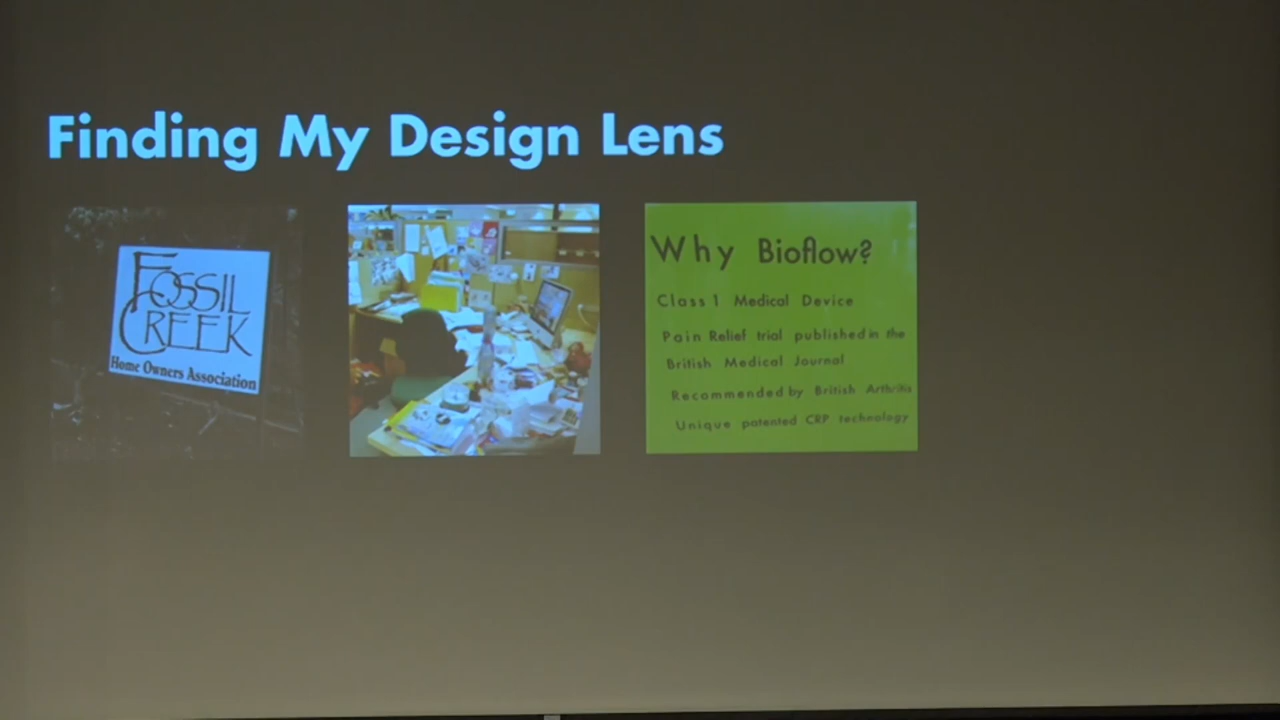 Finding My Design Lens
FOSSIL
CREEK
Home Owners Association
Why Bioflow?
Class 1 Medical Device
Pain Relief trial published in the
British Medical Journal
Recommended by British Arthritis
Unique patented CRP technology